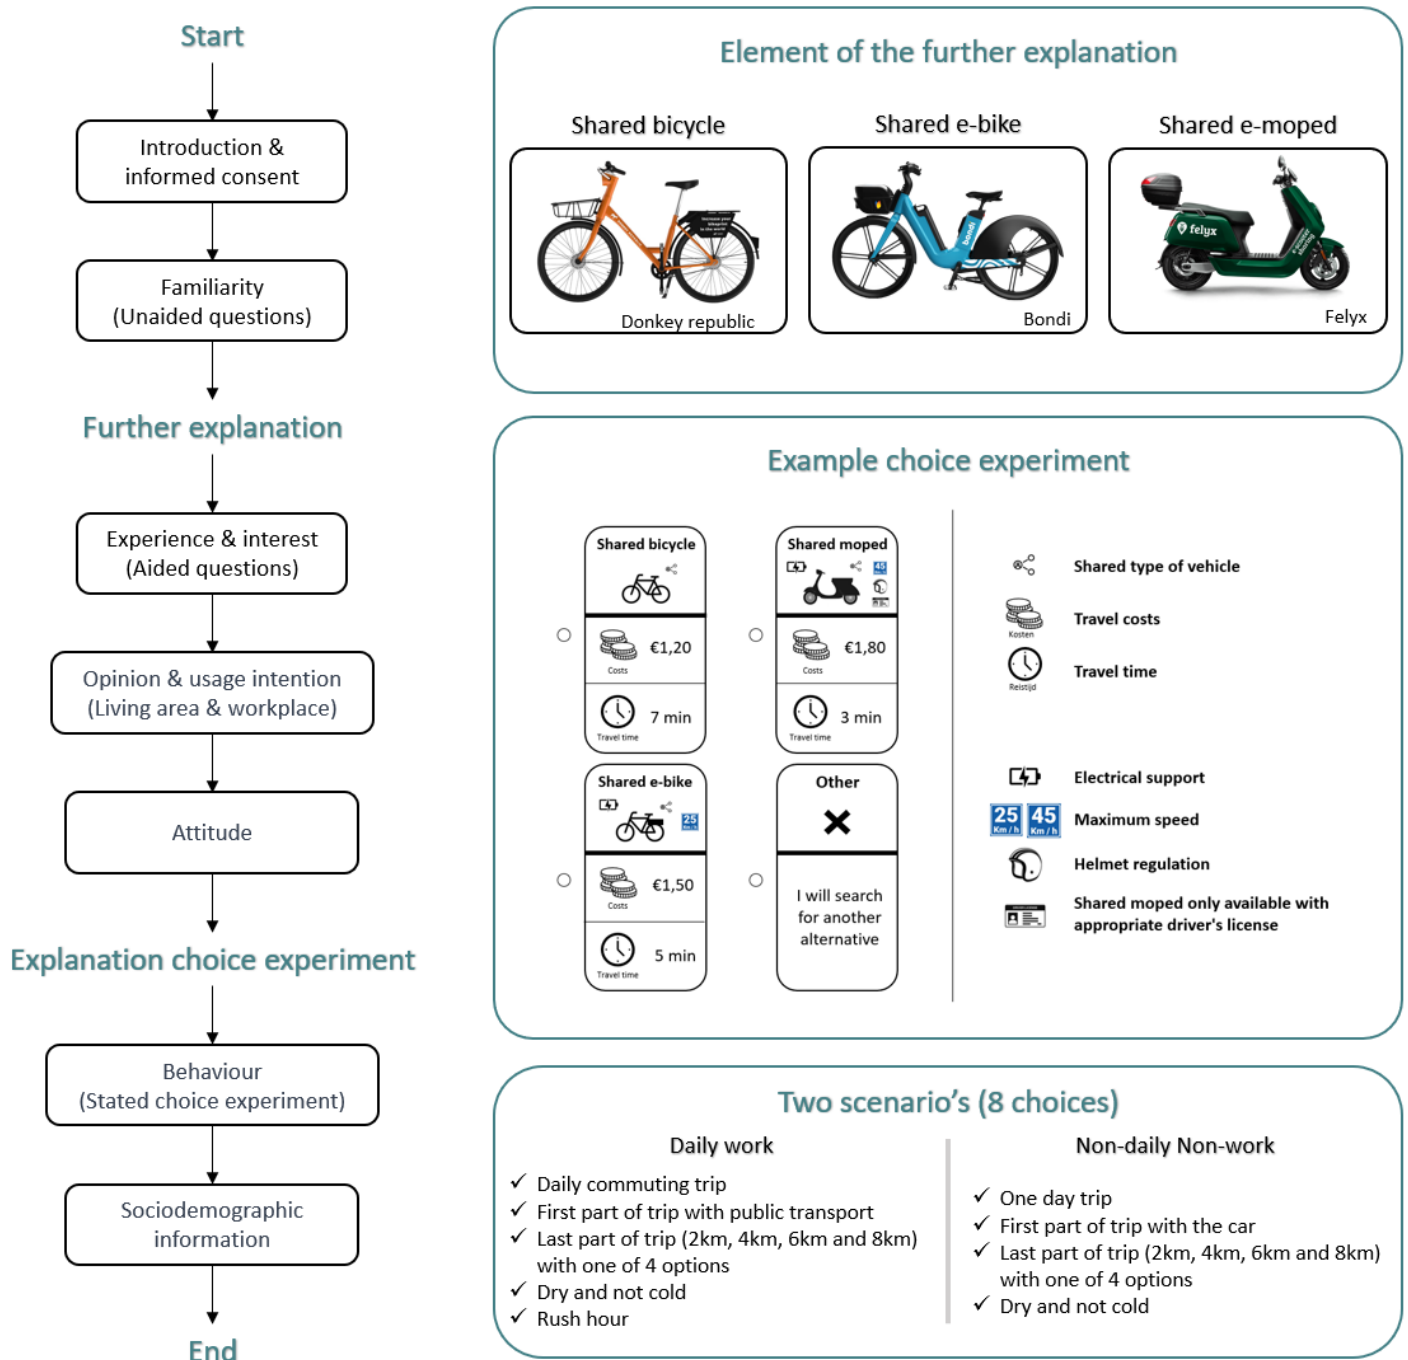 Start
Introduction &
informed consent
Familiarity
(Unaided questions)
Further explanation
Experience & interest
(Aided questions)
Opinion & usage intention
(Living area & workplace)
Attitude
Explanation choice experiment
Behaviour
(Stated choice experiment)
Sociodemographic
information
End
Element of the further explanation
Shared bicycle
Donkey republic
Shared e-bike
bondi
Bondi
Shared e-moped
felyx
Felyx
Example choice experiment
Shared bicycle
€1,20
Costs
7 min
Travel time
Shared moped
45
€1,80
Costs
3 min
Travel time
Shared e-bike
25
€1,50
Costs
5 min
Travel time
Other
I will search
for another
alternative
Shared type of vehicle
Kosten
Travel costs
Reistijd
Travel time
Electrical support
25 Km/h 45 Km/h
Maximum speed
Helmet regulation
Shared moped only available with
appropriate driver's license
Two scenario's (8 choices)
Daily work
✓ Daily commuting trip
✓ First part of trip with public transport
✓ Last part of trip (2km, 4km, 6km and 8km)
with one of 4 options
✓ Dry and not cold
✓ Rush hour
Non-daily Non-work
✓ One day trip
✓ First part of trip with the car
✓ Last part of trip (2km, 4km, 6km and 8km)
with one of 4 options
✓ Dry and not cold